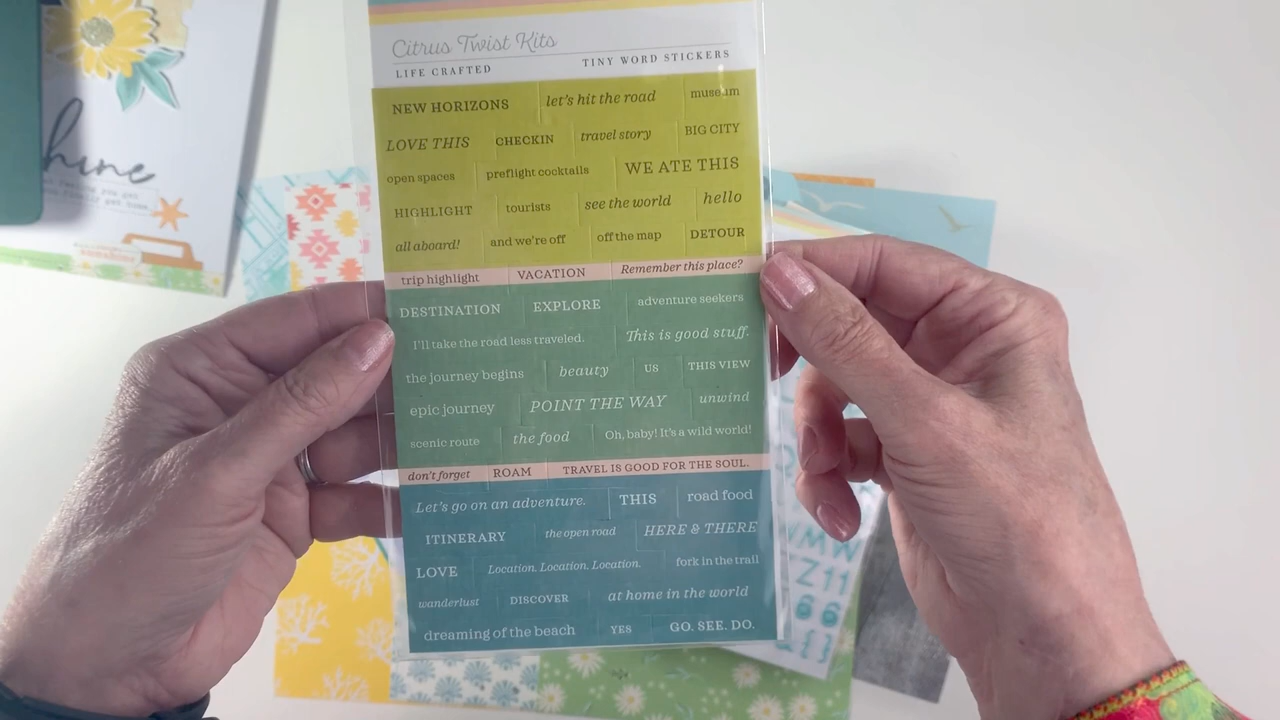 Citrus Twist Kits
LIFE CRAFTED TINY WORD STICKERS
NEW HORIZONS let's hit the road museum
LOVE THIS CHECKIN travel story BIG CITY
open spaces preflight cocktails WE ATE THIS
HIGHLIGHT tourists see the world hello
all aboard! and we're off off the map DETOUR
trip highlight VACATION Remember this place?
DESTINATION EXPLORE adventure seekers
I'll take the road less traveled. This is good stuff.
the journey begins beauty US THIS VIEW
epic journey POINT THE WAY unwind
scenic route the food Oh, baby! It's a wild world!
don't forget ROAM TRAVEL IS GOOD FOR THE SOUL.
Let's go on an adventure. THIS road food
ITINERARY the open road HERE & THERE
LOVE Location. Location. Location. fork in the trail
wanderlust DISCOVER at home in the world
dreaming of the beach YES GO. SEE. DO.
hine
get home.
sunshine
WMW
Z11
66
&{}